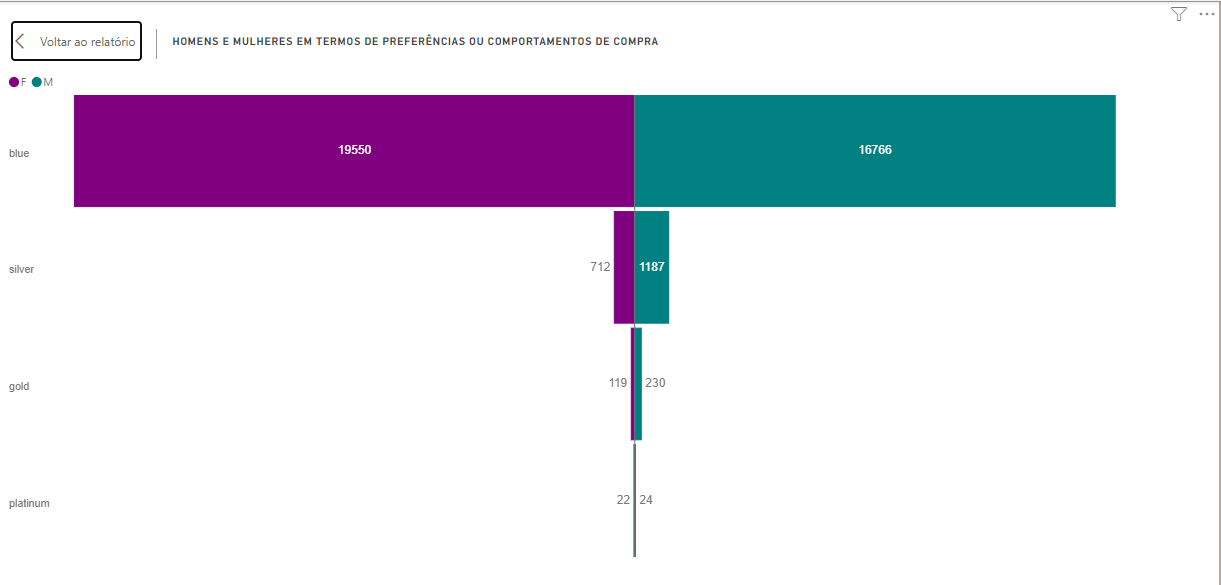 Voltar ao relatório
HOMENS E MULHERES EM TERMOS DE PREFERÊNCIAS OU COMPORTAMENTOS DE COMPRA
F M
blue 19550 16766
silver 712 1187
gold 119 230
platinum 22 24